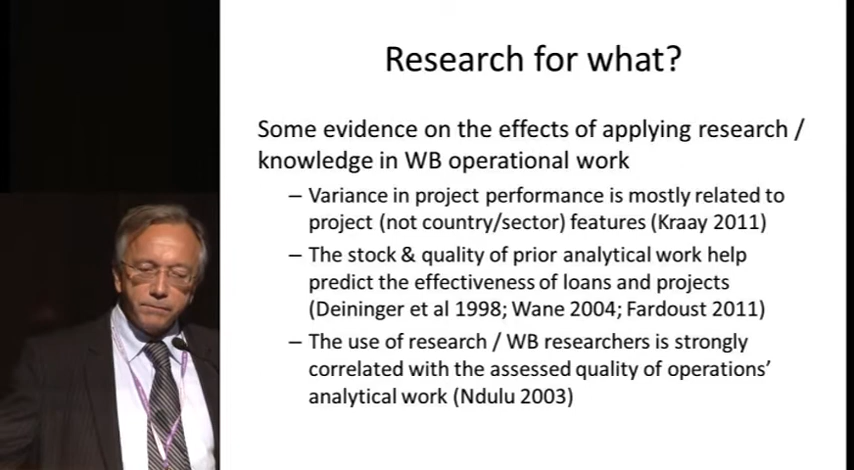 Research for what?
Some evidence on the effects of applying research /
knowledge in WB operational work
– Variance in project performance is mostly related to
project (not country/sector) features (Kraay 2011)
– The stock & quality of prior analytical work help
predict the effectiveness of loans and projects
(Deininger et al 1998; Wane 2004; Fardoust 2011)
– The use of research / WB researchers is strongly
correlated with the assessed quality of operations’
analytical work (Ndulu 2003)